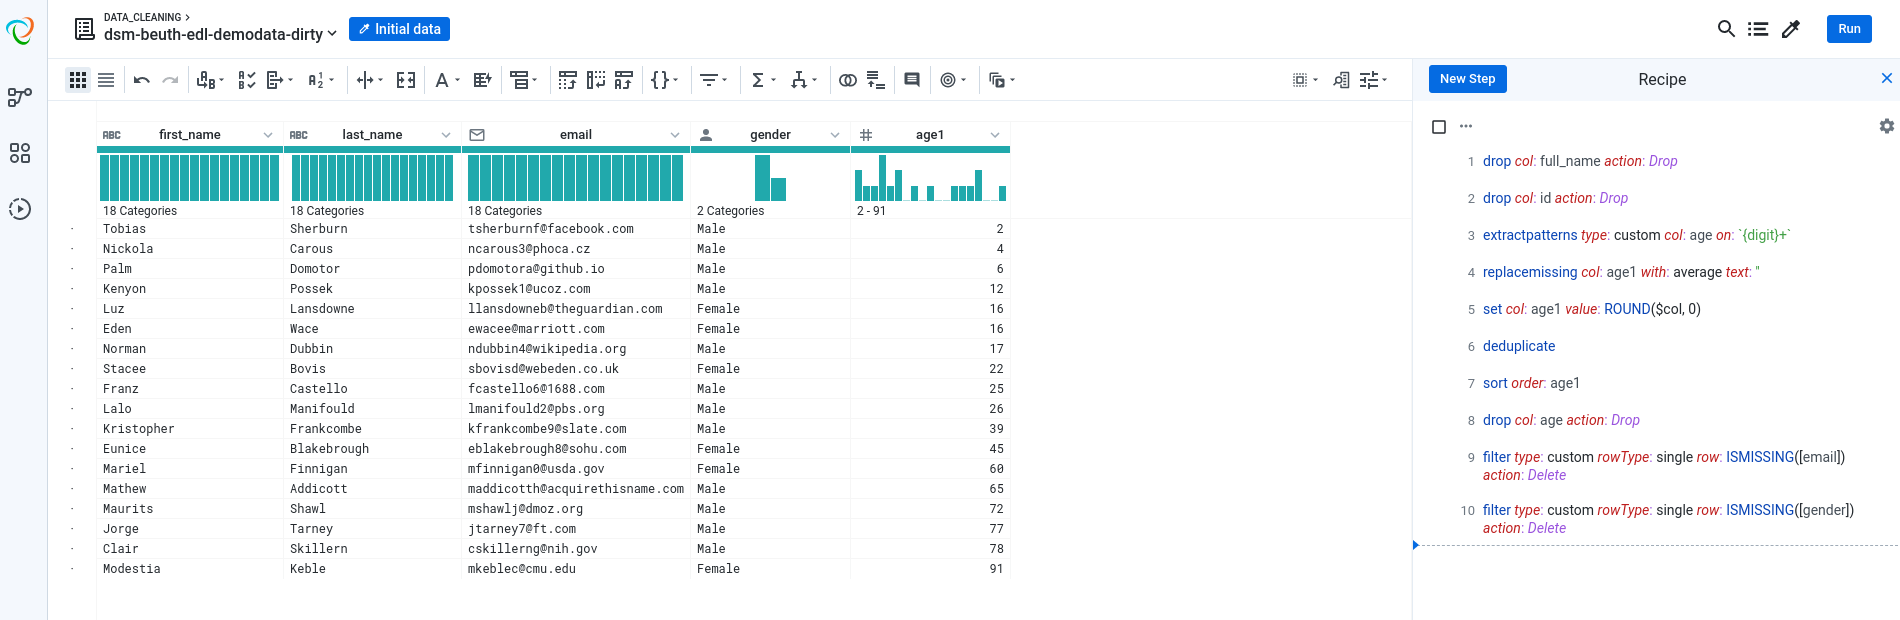 DATA_CLEANING >
dsm-beuth-edl-demodata-dirty
Initial data
Run
New Step
Recipe
RBC first_name
RBC last_name
email
gender
# age1
18 Categories
18 Categories
18 Categories
2 Categories
2 - 91
Tobias Sherburn tsherburnf@facebook.com Male 2
Nickola Carous ncarous3@phoca.cz Male 4
Palm Domotor pdomotora@github.io Male 6
Kenyon Possek kpossek1@ucoz.com Male 12
Luz Lansdowne llansdowneb@theguardian.com Female 16
Eden Wace ewacee@marriott.com Female 16
Norman Dubbin ndubbin4@wikipedia.org Male 17
Stacee Bovis sbovisd@webeden.co.uk Female 22
Franz Castello fcastello6@1688.com Male 25
Lalo Manifould lmanifould2@pbs.org Male 26
Kristopher Frankcombe kfrankcombe9@slate.com Male 39
Eunice Blakebrough eblakebrough8@sohu.com Female 45
Mariel Finnigan mfinnigan0@usda.gov Female 60
Mathew Addicott maddicotth@acquirethisname.com Male 65
Maurits Shawl mshawlj@dmoz.org Male 72
Jorge Tarney jtarney7@ft.com Male 77
Clair Skillern cskillerng@nih.gov Male 78
Modestia Keble mkeblec@cmu.edu Female 91
1 drop col: full_name action: Drop
2 drop col: id action: Drop
3 extractpatterns type: custom col: age on: `{digit}+`
4 replacemissing col: age1 with: average text: ''
5 set col: age1 value: ROUND($col, 0)
6 deduplicate
7 sort order: age1
8 drop col: age action: Drop
9 filter type: custom rowType: single row: ISMISSING([email])
action: Delete
10 filter type: custom rowType: single row: ISMISSING([gender])
action: Delete